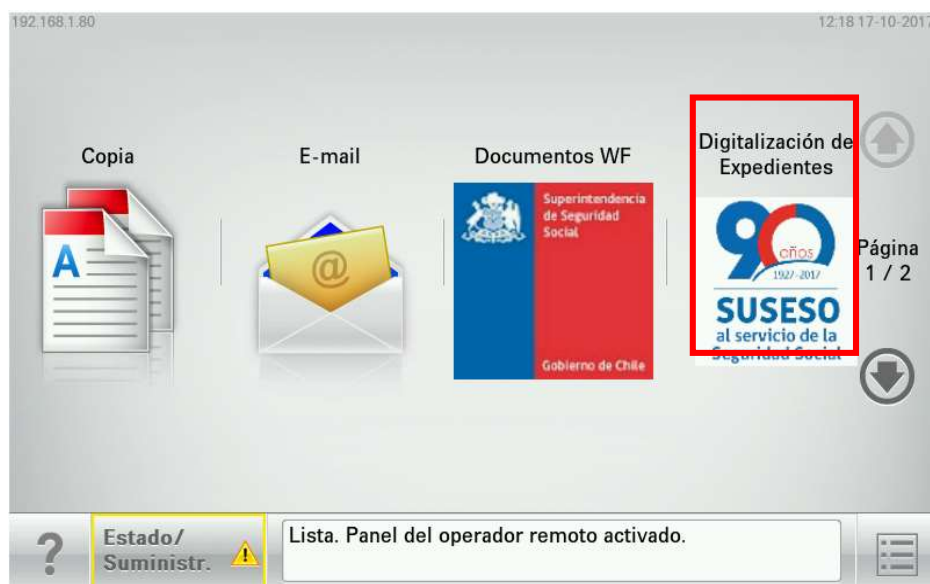 192.168.1.80
12:18 17-10-2017
Copia
E-mail
Documentos WF
Digitalización de
Expedientes
A
@
Superintendencia
de Seguridad
Social
Gobierno de Chile
90
años
1927-2017
SUSESO
al servicio de la
Seguridad Social
Página
1 / 2
?
Estado/
Suministr.
Lista. Panel del operador remoto activado.